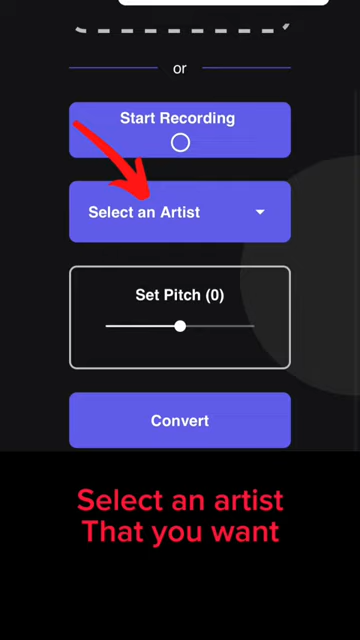 or
Start Recording
Select an Artist
Set Pitch (0)
Convert
Select an artist
That you want